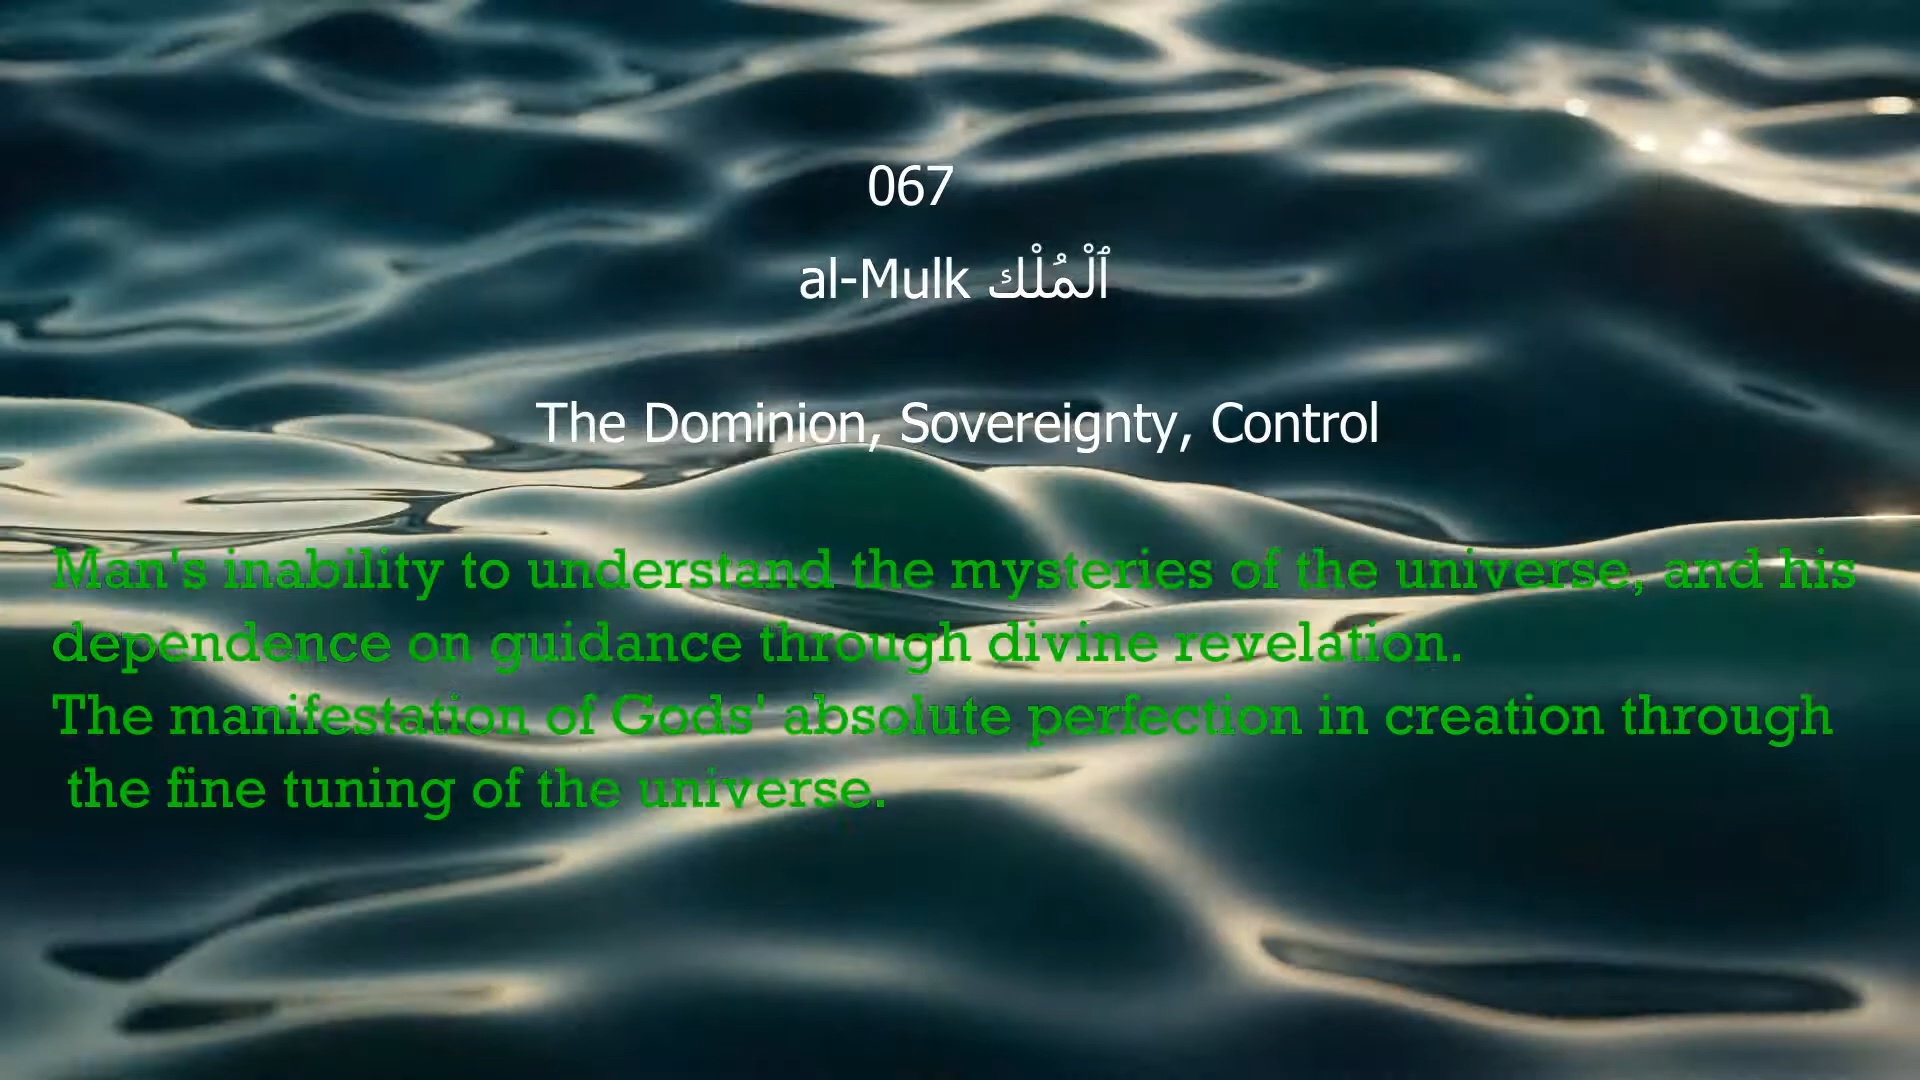 067
al-Mulk ٱلْمُلْك
The Dominion, Sovereignty, Control
Man's inability to understand the mysteries of the universe, and his
dependence on guidance through divine revelation.
The manifestation of Gods' absolute perfection in creation through
the fine tuning of the universe.